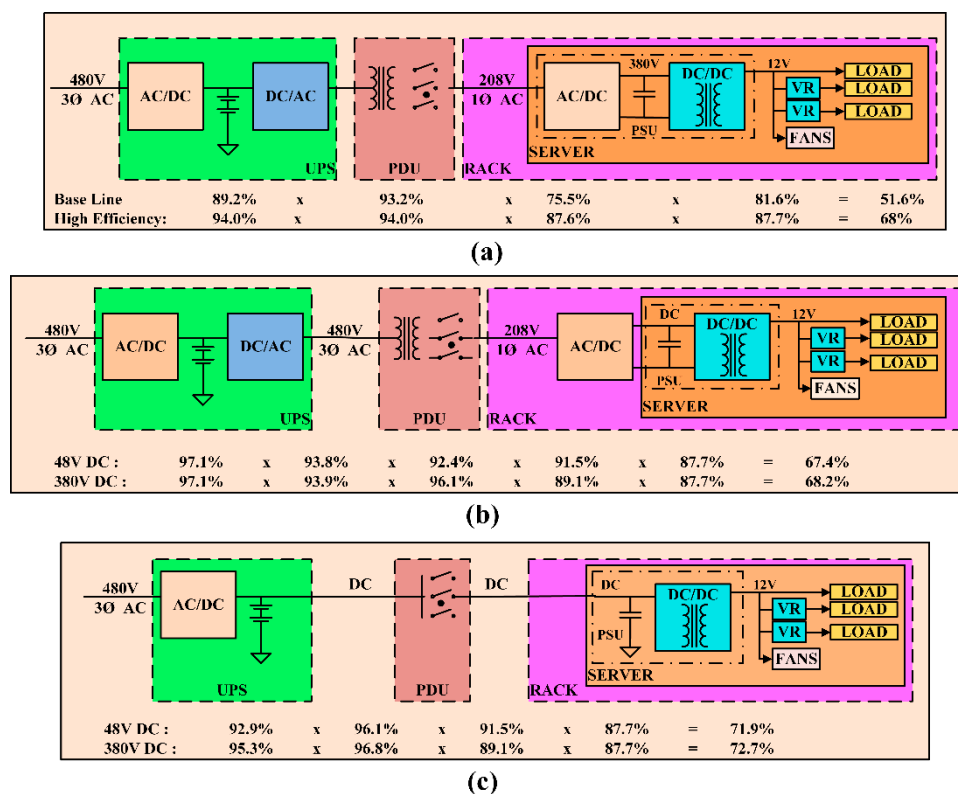 480V
3Ø AC
AC/DC
DC/AC
UPS
PDU
208V
1Ø AC
AC/DC
380V
PSU
DC/DC
SERVER
RACK
12V
VR
VR
FANS
LOAD
LOAD
LOAD
Base Line 89.2% x 93.2% x 75.5% x 81.6% = 51.6%
High Efficiency: 94.0% x 94.0% x 87.6% x 87.7% = 68%
(a)
480V
3Ø AC
AC/DC
DC/AC
UPS
480V
3Ø AC
PDU
208V
1Ø AC
AC/DC
RACK
DC
PSU
DC/DC
SERVER
12V
VR
VR
FANS
LOAD
LOAD
LOAD
48V DC : 97.1% x 93.8% x 92.4% x 91.5% x 87.7% = 67.4%
380V DC : 97.1% x 93.9% x 96.1% x 89.1% x 87.7% = 68.2%
(b)
480V
3Ø AC
AC/DC
UPS
DC
PDU
DC
RACK
DC
PSU
DC/DC
SERVER
12V
VR
VR
FANS
LOAD
LOAD
LOAD
48V DC : 92.9% x 96.1% x 91.5% x 87.7% = 71.9%
380V DC : 95.3% x 96.8% x 89.1% x 87.7% = 72.7%
(c)